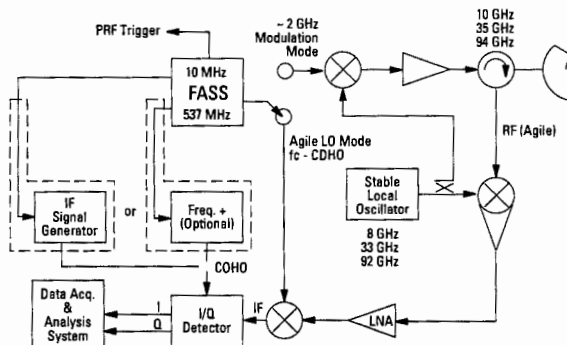 PRF Trigger
~ 2 GHz
Modulation
Mode
10 GHz
35 GHz
94 GHz
10 MHz
FASS
537 MHz
Agile LO Mode
fc - CDHO
RF (Agile)
IF
Signal
Generator
or
Freq. +
(Optional)
Stable
Local
Oscillator
8 GHz
33 GHz
92 GHz
COHO
Data Acq.
&
Analysis
System
I
Q
I/Q
Detector
IF
LNA